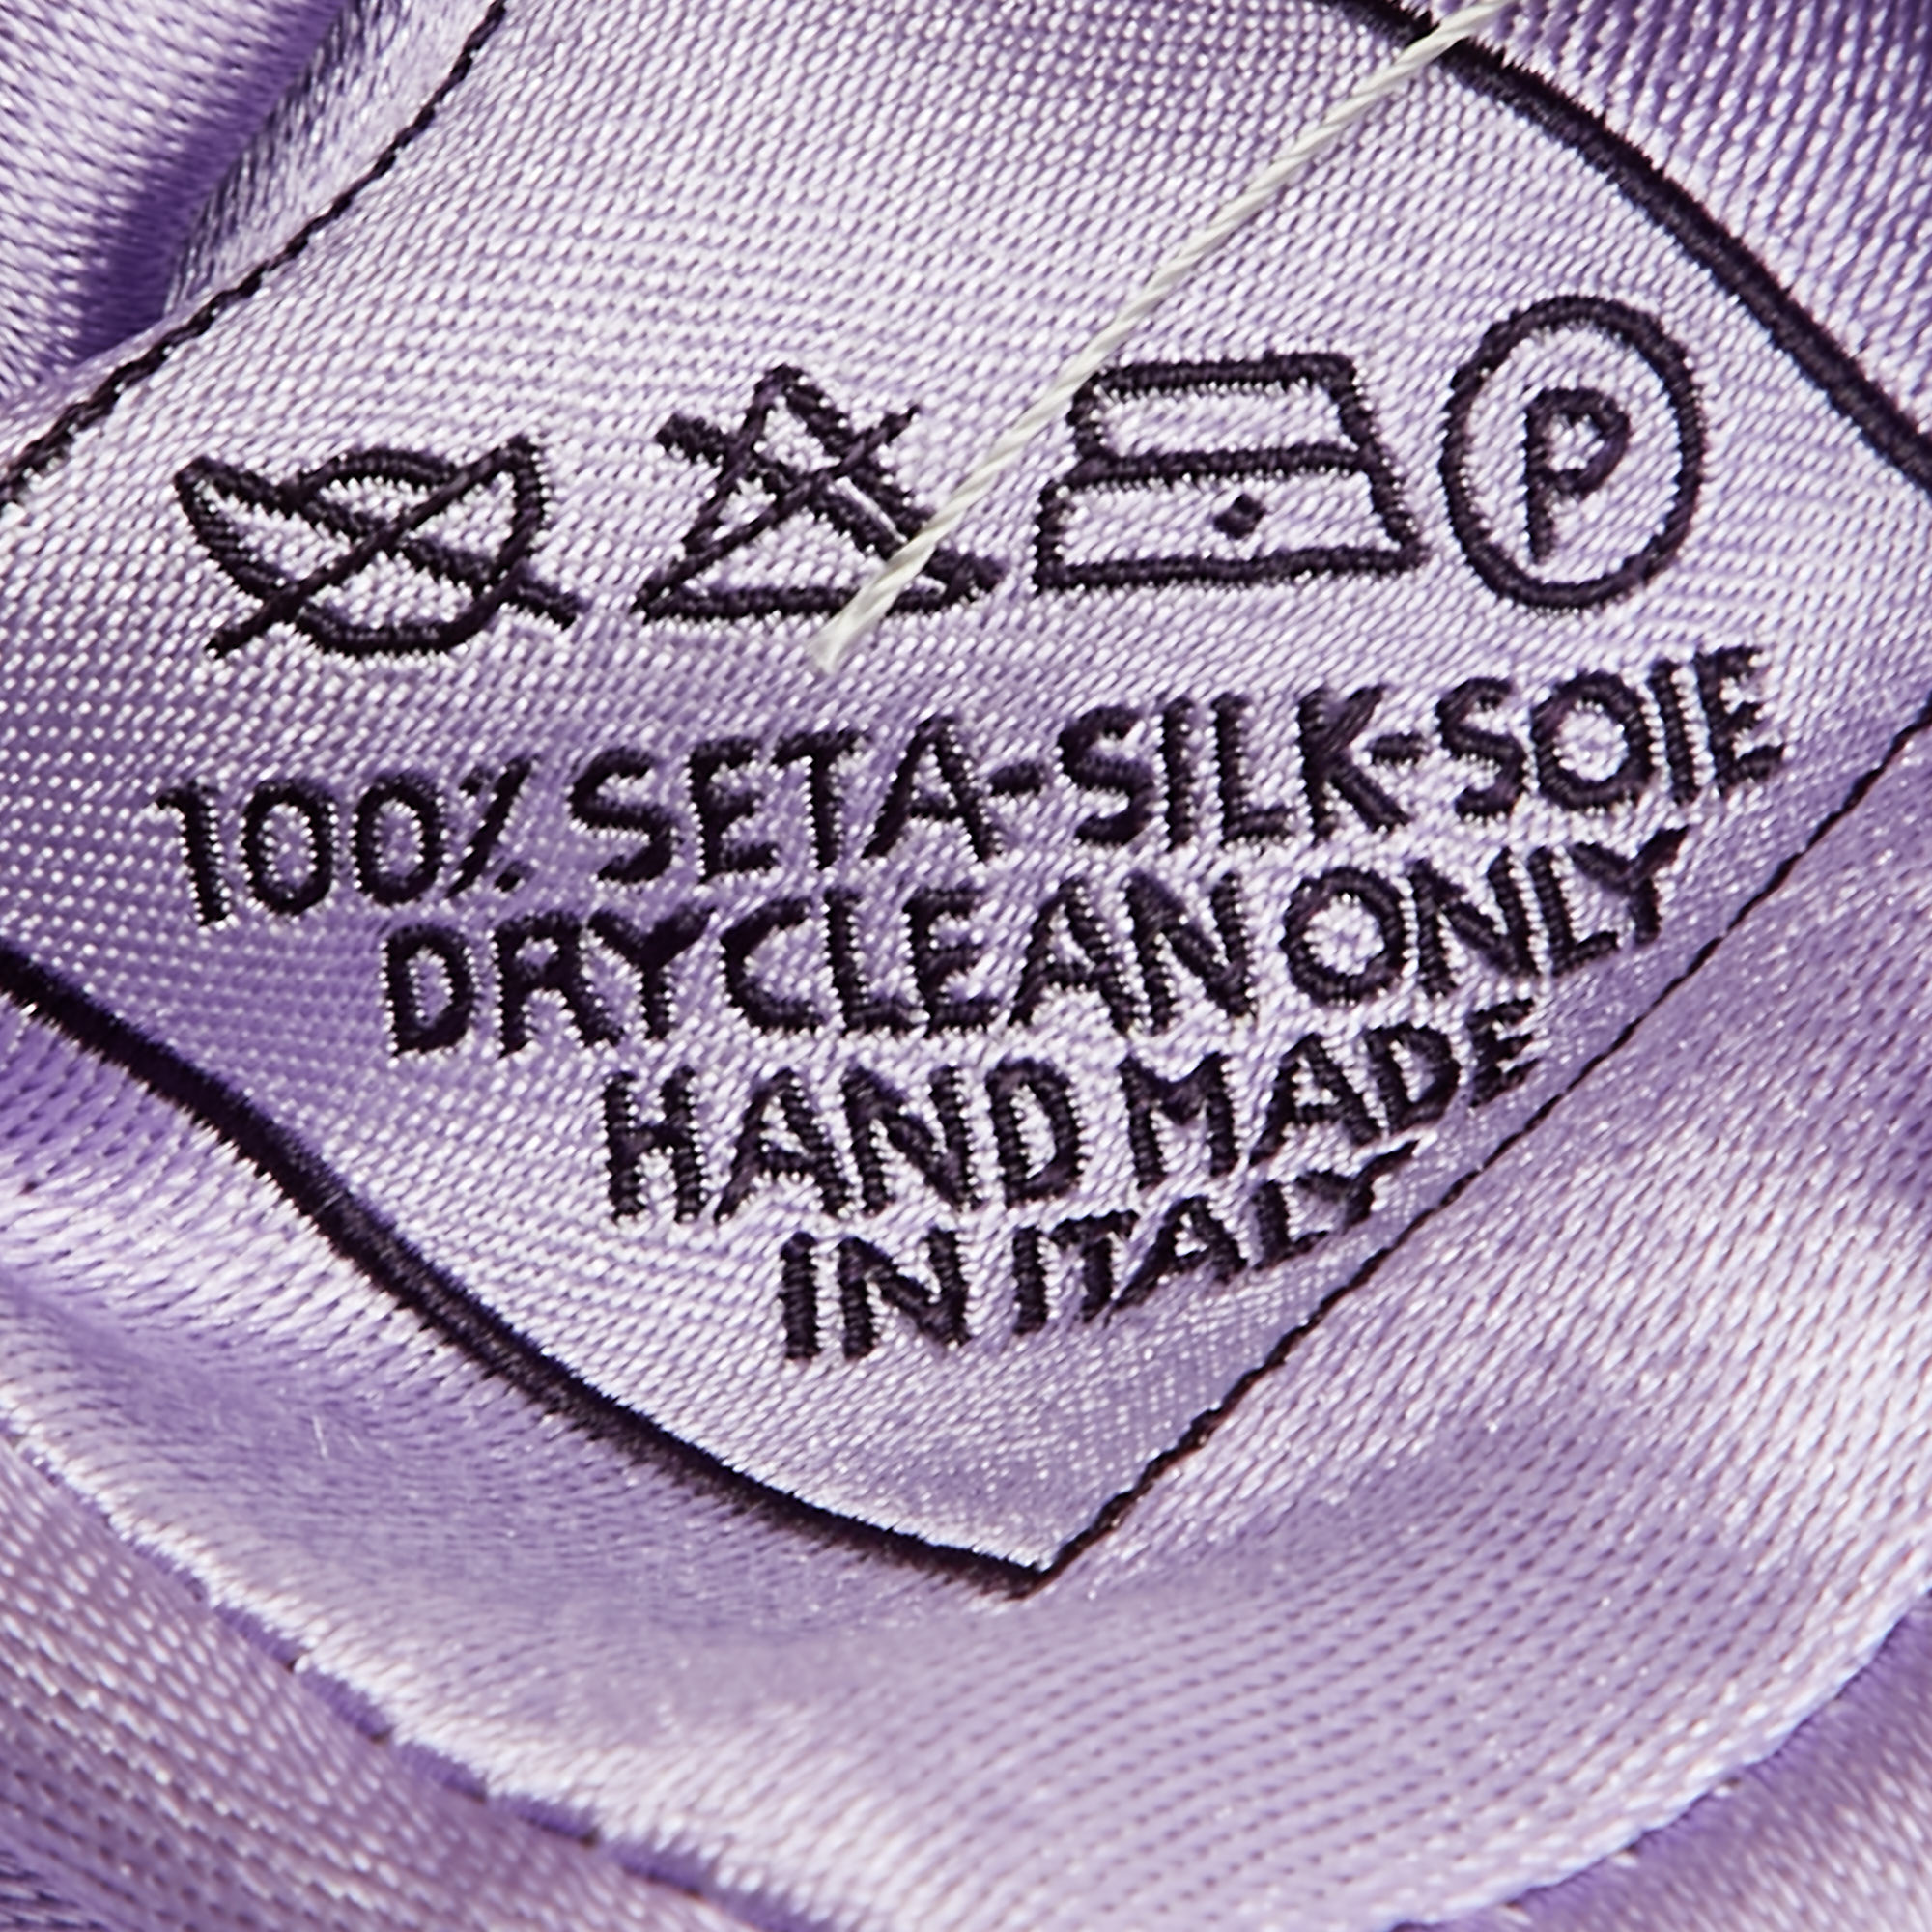 P
100% SETA-SILK-SOIE
DRY CLEAN ONLY
HAND MADE
IN ITALY